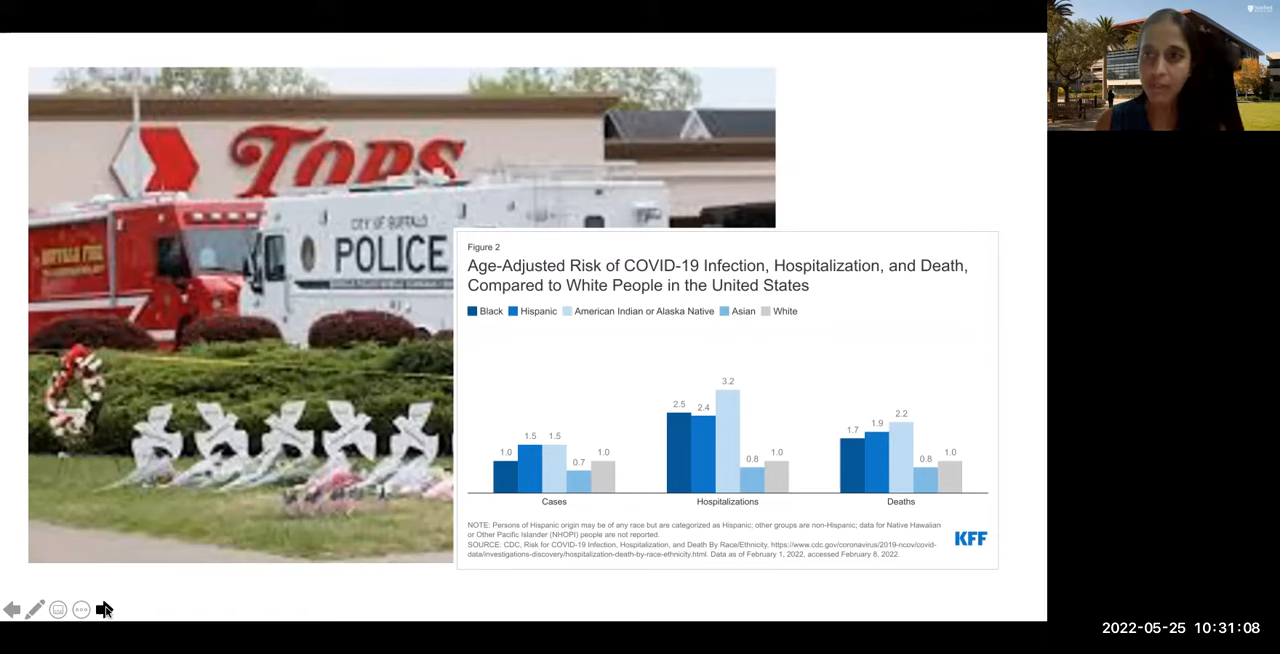 TOPS
BUFFALO FIRE
CITY OF BUFFALO
POLICE
Figure 2
Age-Adjusted Risk of COVID-19 Infection, Hospitalization, and Death,
Compared to White People in the United States
Black Hispanic American Indian or Alaska Native Asian White
1.0 1.5 1.5 0.7 1.0
2.5 2.4 3.2 0.8 1.0
1.7 1.9 2.2 0.8 1.0
Cases Hospitalizations Deaths
NOTE: Persons of Hispanic origin may be of any race but are categorized as Hispanic; other groups are non-Hispanic; data for Native Hawaiian
or Other Pacific Islander (NHOPI) people are not reported.
SOURCE: CDC, Risk for COVID-19 Infection, Hospitalization, and Death By Race/Ethnicity, https://www.cdc.gov/coronavirus/2019-ncov/covid-
data/investigations-discovery/hospitalization-death-by-race-ethnicity.html. Data as of February 1, 2022, accessed February 8, 2022.
KFF
2022-05-25 10:31:08